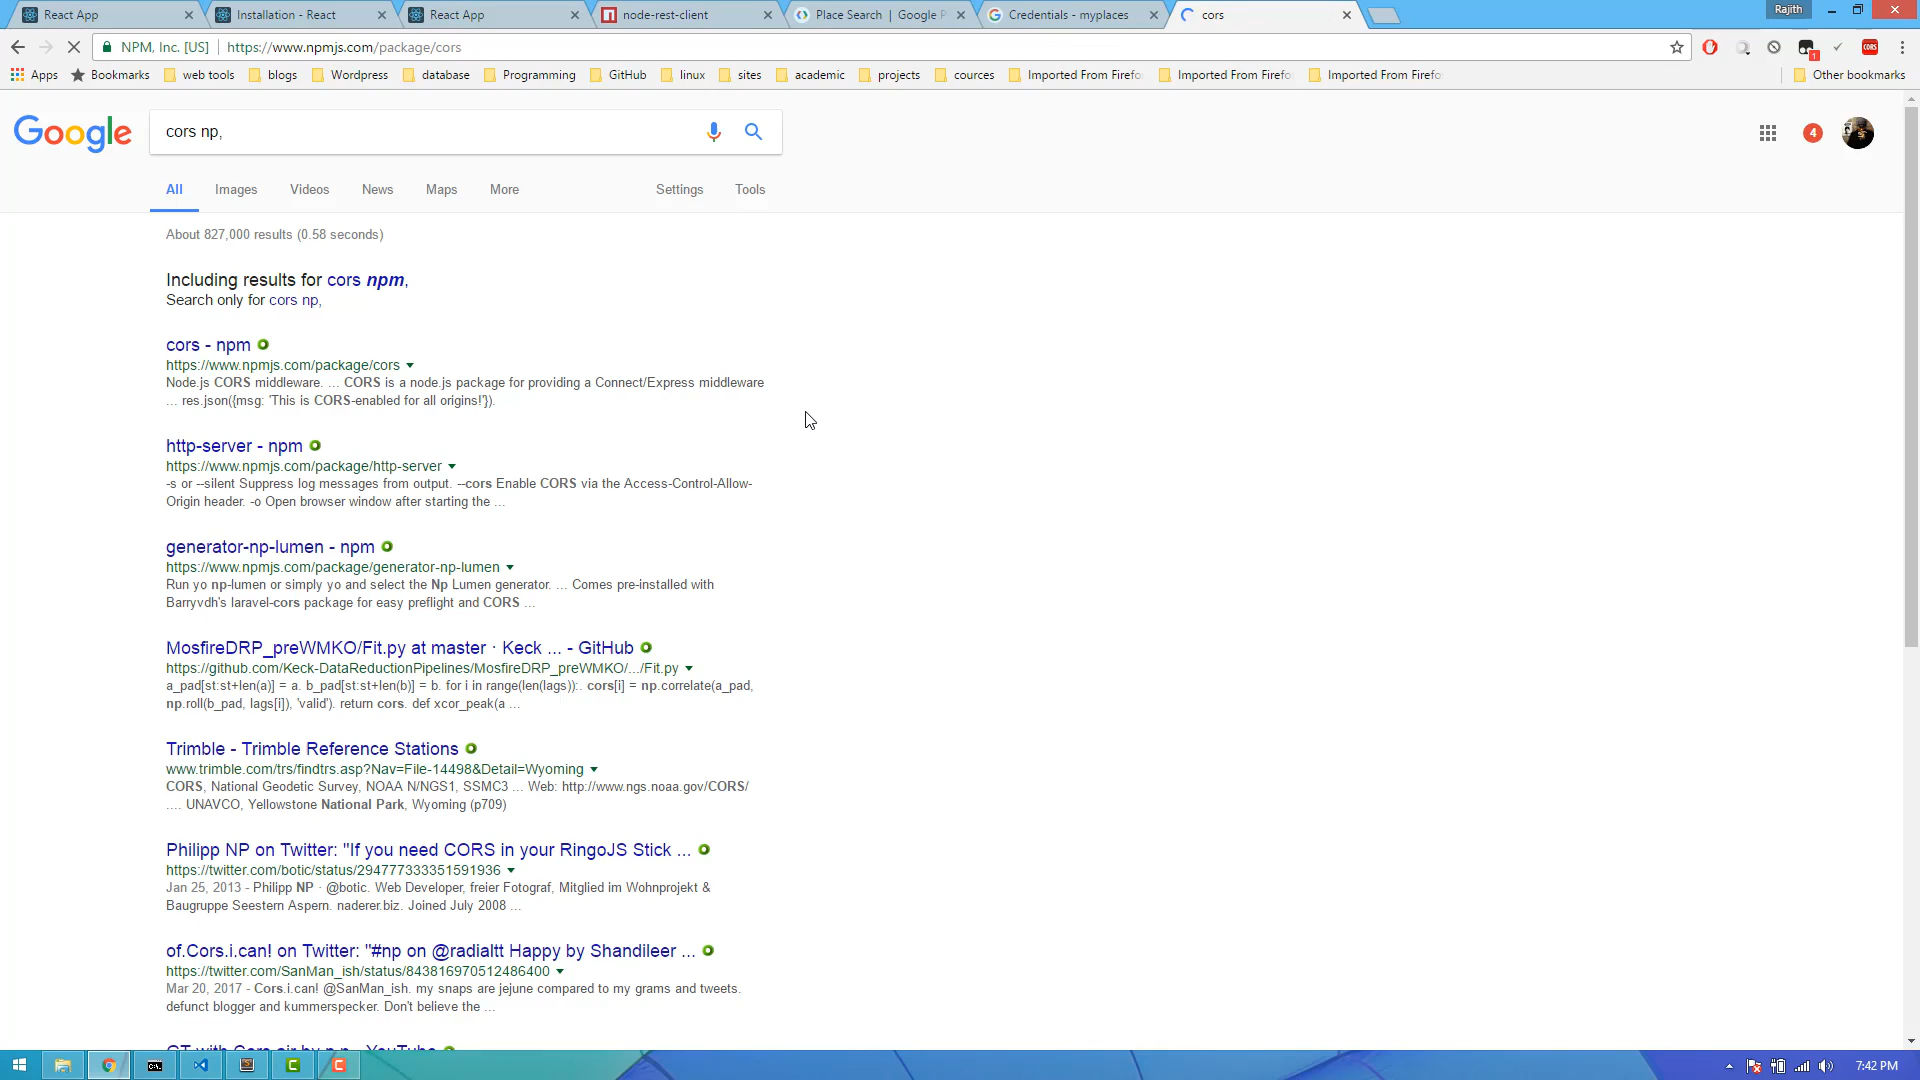 React App
Installation - React
React App
node-rest-client
Place Search | Google P
Credentials - myplaces
cors
Rajith
NPM, Inc. [US] | https://www.npmjs.com/package/cors
Apps
Bookmarks
web tools
blogs
Wordpress
database
Programming
GitHub
linux
sites
academic
projects
cources
Imported From Firefo
Imported From Firefo
Imported From Firefo
Other bookmarks
CORS
1
Google
cors np,
4
All
Images
Videos
News
Maps
More
Settings
Tools
About 827,000 results (0.58 seconds)
Including results for cors npm,
Search only for cors np,
cors - npm
https://www.npmjs.com/package/cors
Node.js CORS middleware. ... CORS is a node.js package for providing a Connect/Express middleware
... res.json({msg: 'This is CORS-enabled for all origins!'}).
http-server - npm
https://www.npmjs.com/package/http-server
-s or --silent Suppress log messages from output. --cors Enable CORS via the Access-Control-Allow-
Origin header. -o Open browser window after starting the ...
generator-np-lumen - npm
https://www.npmjs.com/package/generator-np-lumen
Run yo np-lumen or simply yo and select the Np Lumen generator. ... Comes pre-installed with
Barryvdh's laravel-cors package for easy preflight and CORS ...
MosfireDRP_preWMKO/Fit.py at master · Keck ... - GitHub
https://github.com/Keck-DataReductionPipelines/MosfireDRP_preWMKO/.../Fit.py
a_pad[st:st+len(a)] = a. b_pad[st:st+len(b)] = b. for i in range(len(lags)):. cors[i] = np.correlate(a_pad,
np.roll(b_pad, lags[i]), 'valid'). return cors. def xcor_peak(a ...
Trimble - Trimble Reference Stations
www.trimble.com/trs/findtrs.asp?Nav=File-14498&Detail=Wyoming
CORS, National Geodetic Survey, NOAA N/NGS1, SSMC3 ... Web: http://www.ngs.noaa.gov/CORS/
.... UNAVCO, Yellowstone National Park, Wyoming (p709)
Philipp NP on Twitter: "If you need CORS in your RingoJS Stick ...
https://twitter.com/botic/status/294777333351591936
Jan 25, 2013 - Philipp NP · @botic. Web Developer, freier Fotograf, Mitglied im Wohnprojekt &
Baugruppe Seestern Aspern. naderer.biz. Joined July 2008 ...
of.Cors.i.can! on Twitter: "#np on @radialtt Happy by Shandileer ...
https://twitter.com/SanMan_ish/status/843816970512486400
Mar 20, 2017 - Cors.i.can! @SanMan_ish. my snaps are jejune compared to my grams and tweets.
defunct blogger and kummerspecker. Don't believe the ...
7:42 PM